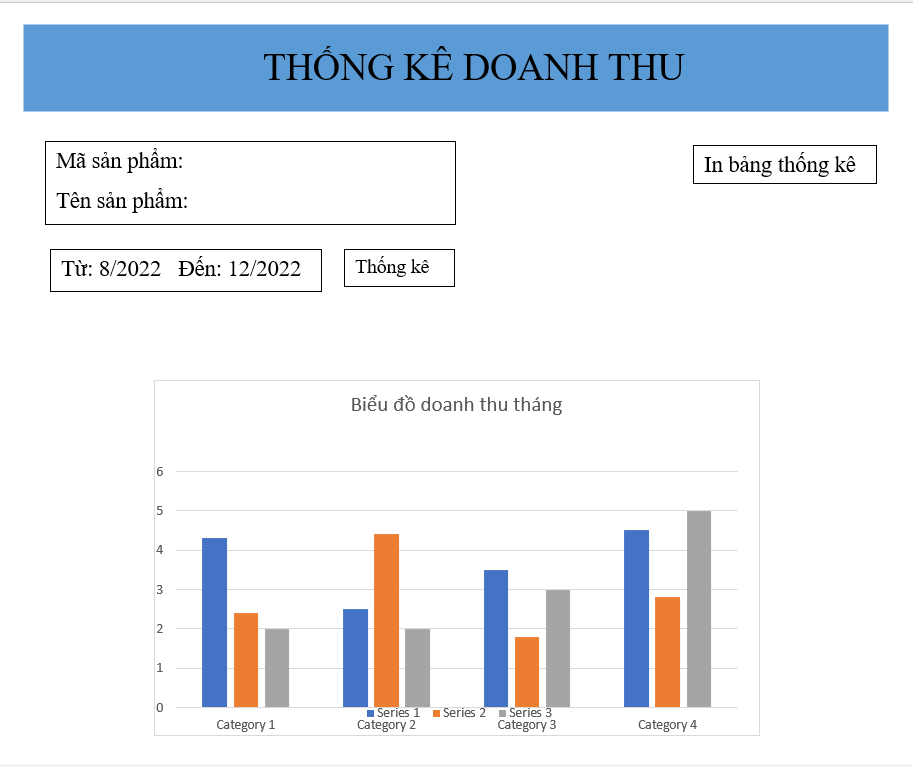 THỐNG KÊ DOANH THU
Mã sản phẩm:
In bảng thống kê
Tên sản phẩm:
Từ: 8/2022 Đến: 12/2022
Thống kê
Biểu đồ doanh thu tháng
6
5
4
3
2
1
0
Series 1 Series 2 Series 3
Category 1 Category 2 Category 3 Category 4